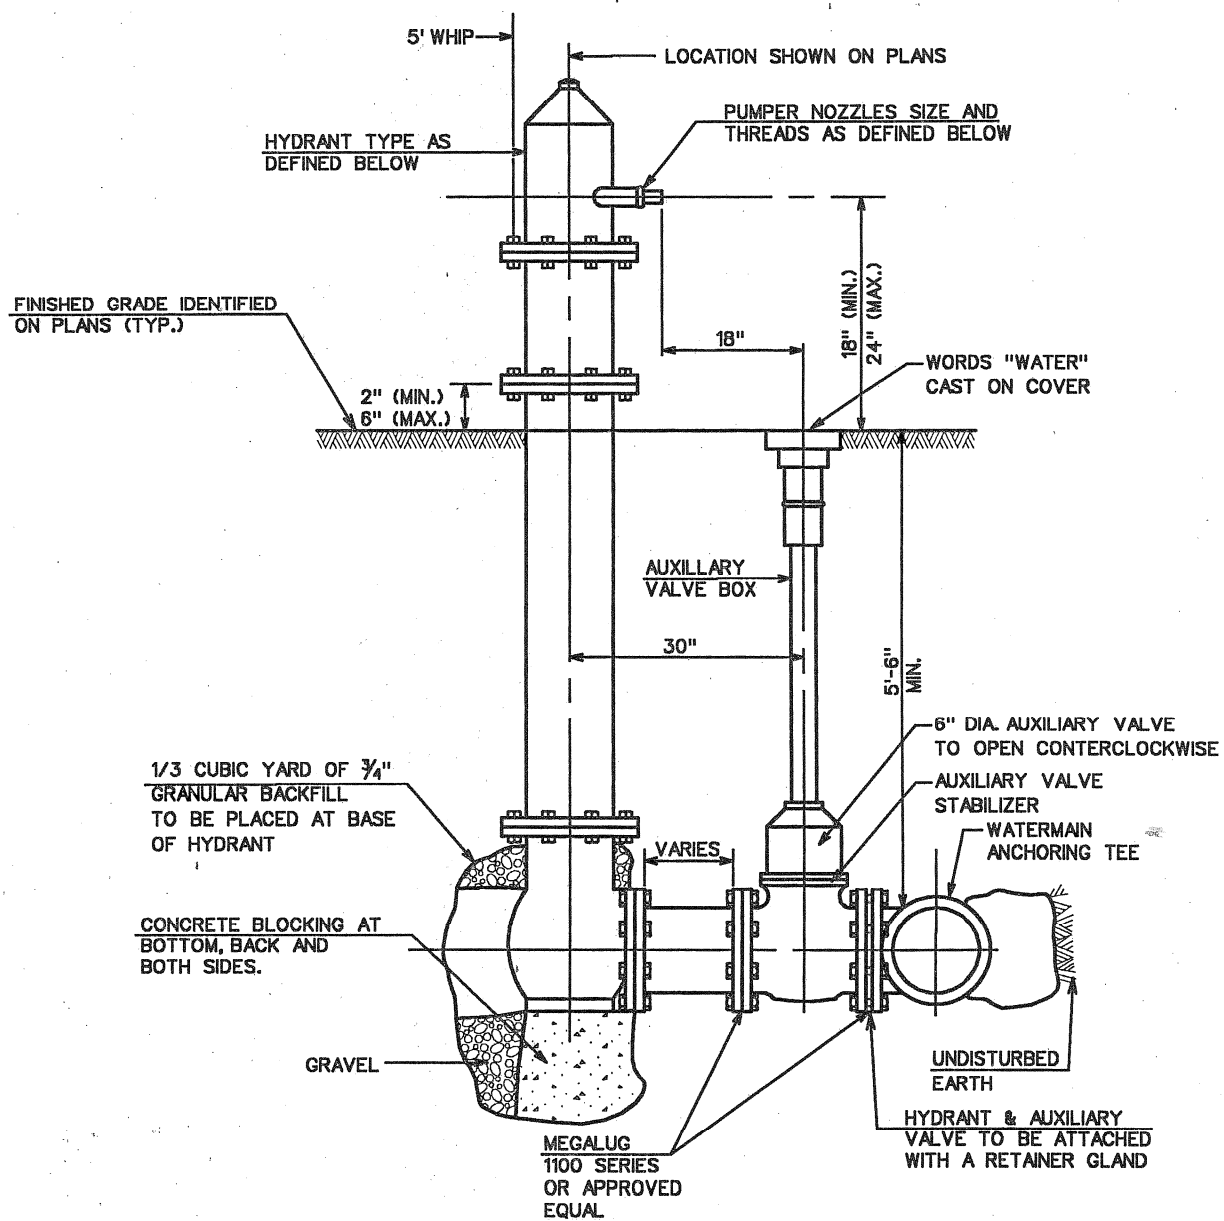 5' WHIP
LOCATION SHOWN ON PLANS
PUMPER NOZZLES SIZE AND
THREADS AS DEFINED BELOW
HYDRANT TYPE AS
DEFINED BELOW
FINISHED GRADE IDENTIFIED
ON PLANS (TYP.)
18" (MIN.)
24" (MAX.)
18"
WORDS "WATER"
CAST ON COVER
2" (MIN.)
6" (MAX.)
AUXILLARY
VALVE BOX
30"
5'-6"
MIN.
6" DIA. AUXILIARY VALVE
TO OPEN CONTERCLOCKWISE
AUXILIARY VALVE
STABILIZER
1/3 CUBIC YARD OF 3/4"
GRANULAR BACKFILL
TO BE PLACED AT BASE
OF HYDRANT
WATERMAIN
ANCHORING TEE
VARIES
CONCRETE BLOCKING AT
BOTTOM, BACK AND
BOTH SIDES.
GRAVEL
UNDISTURBED
EARTH
HYDRANT & AUXILIARY
VALVE TO BE ATTACHED
WITH A RETAINER GLAND
MEGALUG
1100 SERIES
OR APPROVED
EQUAL